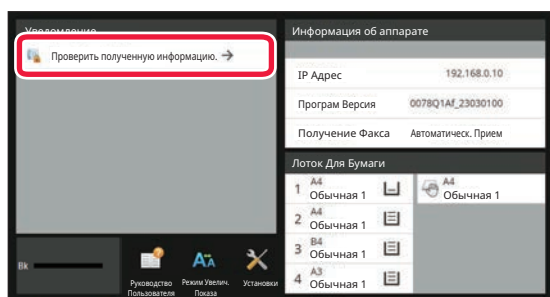 Уведомление
Проверить полученную информацию. →
Информация об аппарате
IP Адрес 192.168.0.10
Програм Версия 0078Q1Af_23030100
Получение Факса Автоматическ. Прием
Лоток Для Бумаги
1 A4 Обычная 1
A4 Обычная 1
2 A4 Обычная 1
3 B4 Обычная 1
4 A3 Обычная 1
Bk
Руководство Пользователя
Режим Увелич. Показа
Установки